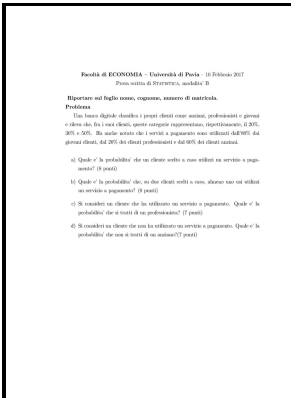 Facoltà di ECONOMIA – Università di Pavia - 10 Febbraio 2017
Prova scritta di STATISTICA, modalita' B
Riportare sul foglio nome, cognome, numero di matricola.
Problema
Una banca digitale classifica i propri clienti come anziani, professionisti e giovani
e rileva che, fra i suoi clienti, queste categorie rappresentano, rispettivamente, il 20%,
30% e 50%. Ha anche notato che i servizi a pagamento sono utilizzati dall'80% dai
giovani clienti, dal 20% dei clienti professionisti e dal 60% dei clienti anziani.
a) Quale e' la probabilita' che un cliente scelto a caso utilizzi un servizio a paga-
mento? (8 punti)
b) Quale e' la probabilita' che, su due clienti scelti a caso, almeno uno usi utilizzi
un servizio a pagamento? (8 punti)
c) Si consideri un cliente che ha utilizzato un servizio a pagamento. Quale e' la
probabilita' che si tratti di un professionista? (7 punti)
d) Si consideri un cliente che non ha utilizzato un servizio a pagamento. Quale e' la
probabilita' che non si tratti di un anziano?(7 punti)